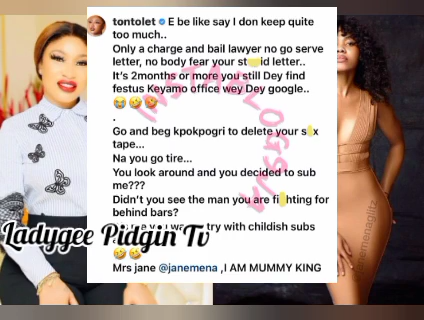 tontolet E be like say I don keep quite
too much..
Only a charge and bail lawyer no go serve
letter, no body fear your st id letter..
It's 2months or more you still Dey find
festus Keyamo office wey Dey google..
😂🤣🤣
.
Go and beg kpokpogri to delete your s x
tape...
Na you go tire...
You look around and you decided to sub
me???
Didn't you see the man you are fi hting for
behind bars?
try with childish subs
🤣🤣
Mrs jane @janemena ,I AM MUMMY KING
INSTABLOG9JA
Ladygee Pidgin Tv